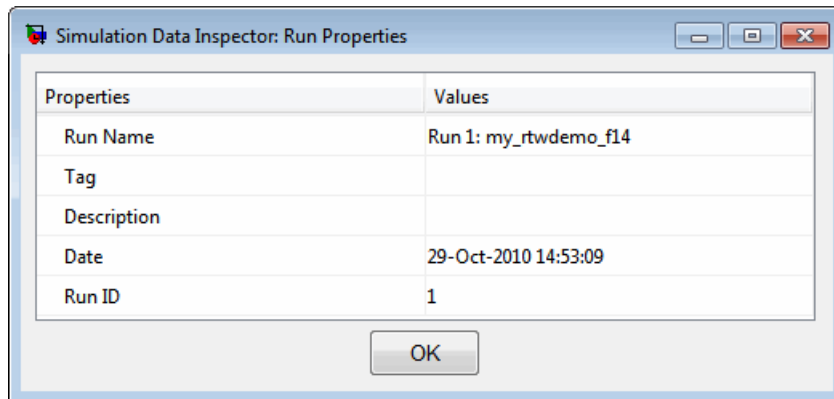 Simulation Data Inspector: Run Properties
Properties Values
Run Name Run 1: my_rtwdemo_f14
Tag
Description
Date 29-Oct-2010 14:53:09
Run ID 1
OK